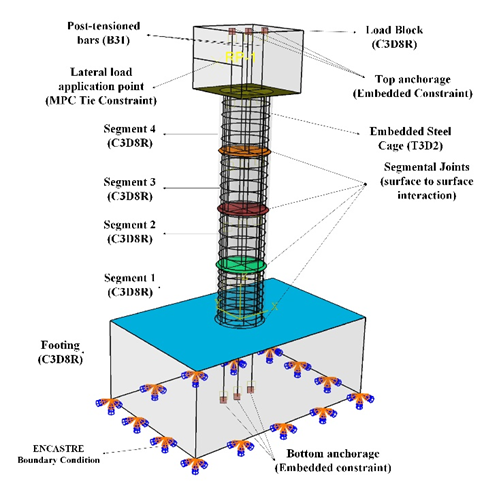 Post-tensioned
bars (B31)
Load Block
(C3D8R)
RP-1
Lateral load
application point
(MPC Tie Constraint)
Top anchorage
(Embedded Constraint)
Segment 4
(C3D8R)
Embedded Steel
Cage (T3D2)
Segment 3
(C3D8R)
Segmental Joints
(surface to surface
interaction)
Segment 2
(C3D8R)
Segment 1
(C3D8R)
Footing
(C3D8R)
ENCASTRE
Boundary Condition
Bottom anchorage
(Embedded constraint)